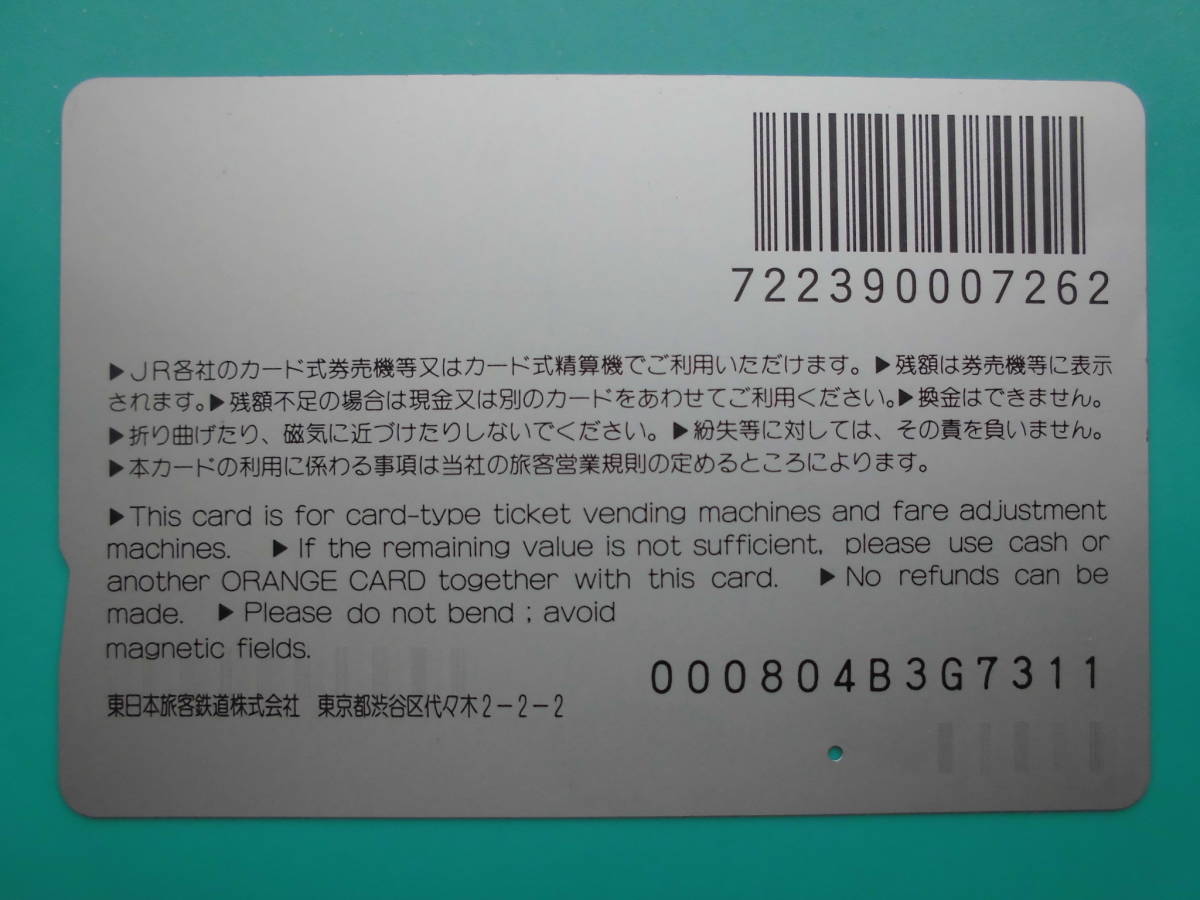 722390007262
▶JR各社のカード式券売機等又はカード式精算機でご利用いただけます。▶残額は券売機等に表示
されます。▶残額不足の場合は現金又は別のカードをあわせてご利用ください。▶換金はできません。
▶折り曲げたり、磁気に近づけたりしないでください。▶紛失等に対しては、その責を負いません。
▶本カードの利用に係わる事項は当社の旅客営業規則の定めるところによります。
▶This card is for card-type ticket vending machines and fare adjustment
machines. ▶If the remaining value is not sufficient, please use cash or
another ORANGE CARD together with this card. ▶No refunds can be
made. ▶Please do not bend ; avoid
magnetic fields.
000804B3G7311
東日本旅客鉄道株式会社 東京都渋谷区代々木2-2-2